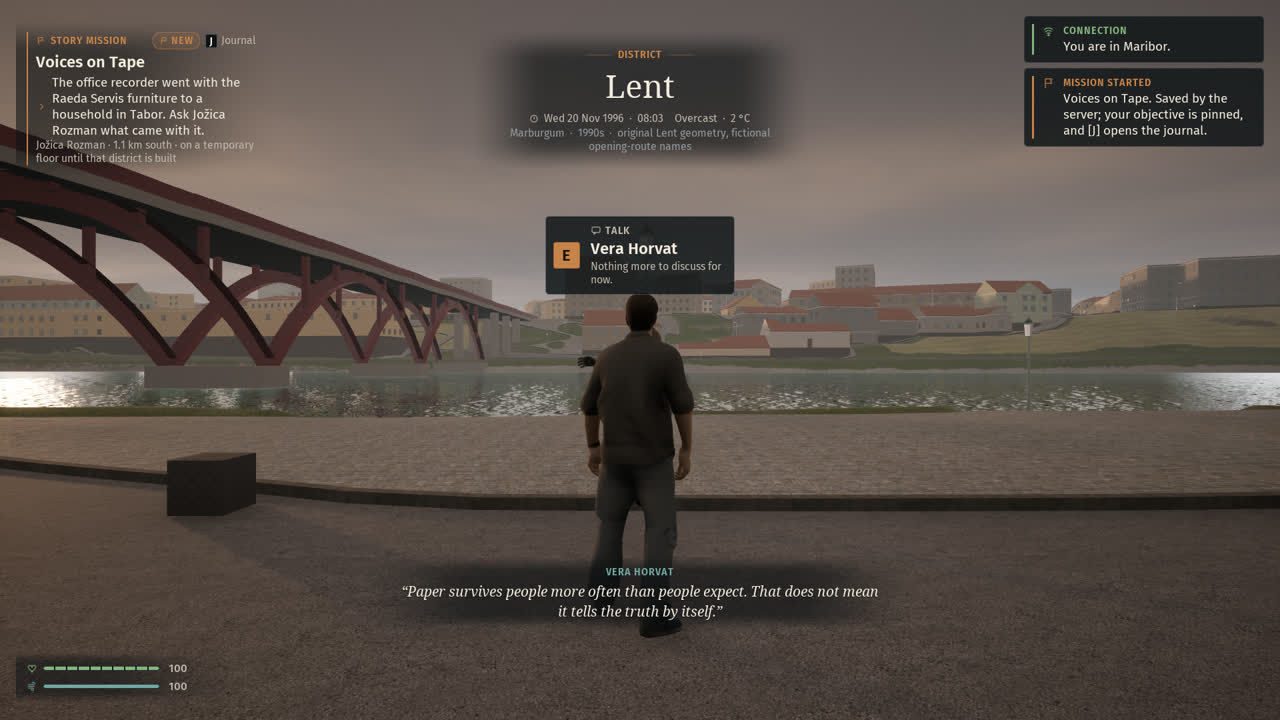 STORY MISSION
NEW
J Journal
Voices on Tape
The office recorder went with the
Raeda Servis furniture to a
household in Tabor. Ask Jožica
Rozman what came with it.
Jožica Rozman · 1.1 km south · on a temporary
floor until that district is built
DISTRICT
Lent
Wed 20 Nov 1996 · 08:03 Overcast · 2 °C
Marburgum · 1990s · original Lent geometry, fictional
opening-route names
CONNECTION
You are in Maribor.
MISSION STARTED
Voices on Tape. Saved by the
server; your objective is pinned,
and [J] opens the journal.
TALK
E
Vera Horvat
Nothing more to discuss for
now.
VERA HORVAT
“Paper survives people more often than people expect. That does not mean
it tells the truth by itself.”
100
100